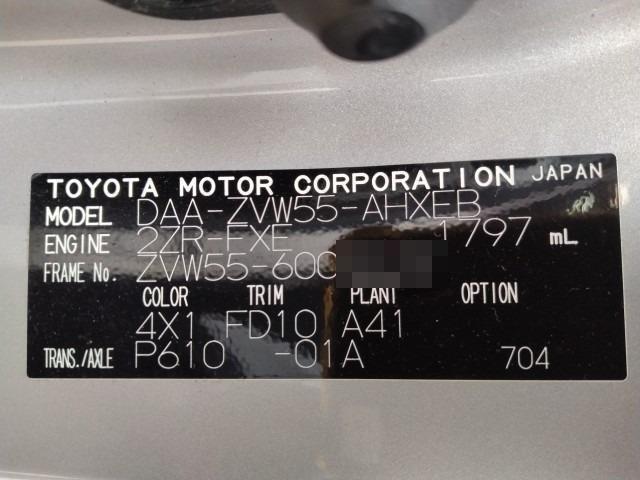 TOYOTA MOTOR CORPORATION JAPAN
MODEL DAA-ZVW55-AHXEB
ENGINE 2ZR-FXE 1797 mL
FRAME No. ZVW55-600
COLOR TRIM PLANT OPTION
4X1 FD10 A41
TRANS./AXLE P610 -01A 704